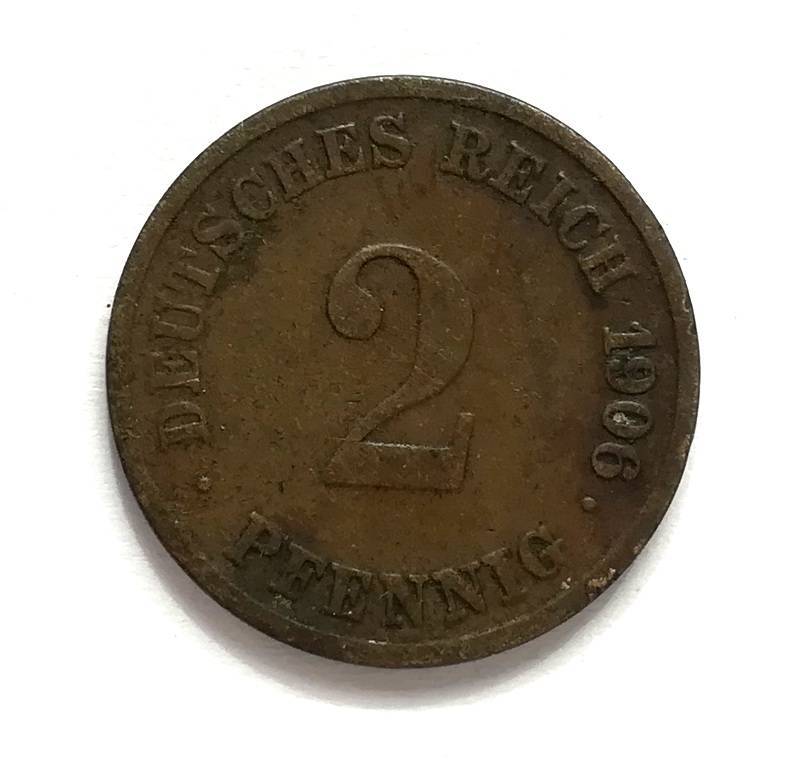 DEUTSCHES REICH 1906
2
PFENNIG